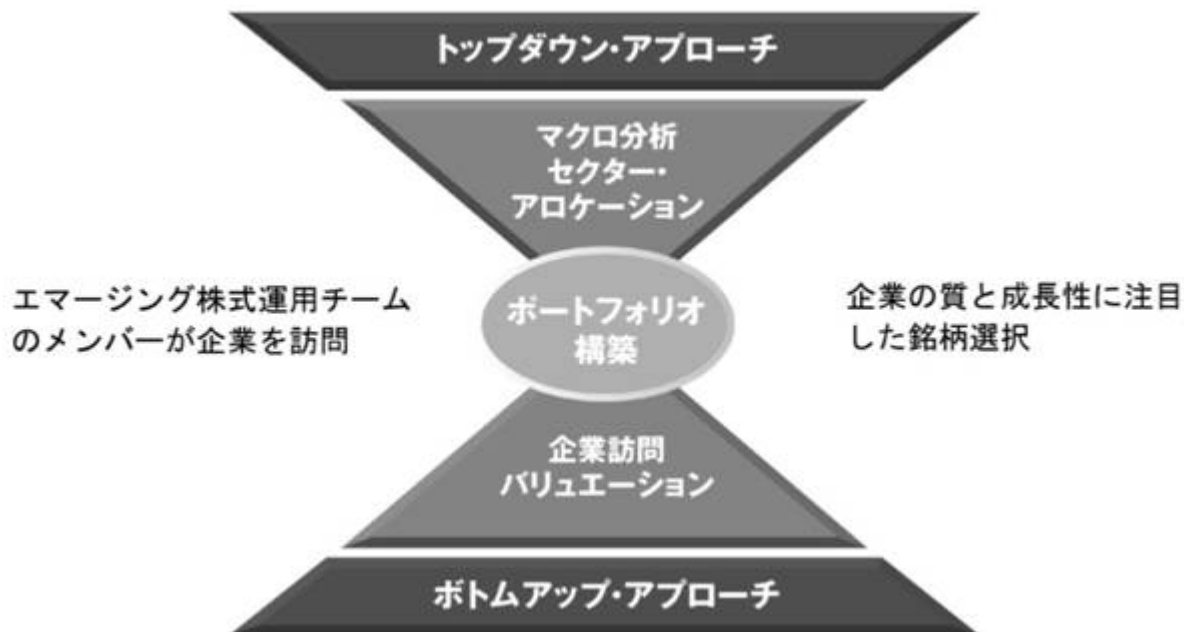 トップダウン・アプローチ
マクロ分析
セクター・
アロケーション
エマージング株式運用チーム
のメンバーが企業を訪問
ポートフォリオ
構築
企業の質と成長性に注目
した銘柄選択
企業訪問
バリュエーション
ボトムアップ・アプローチ